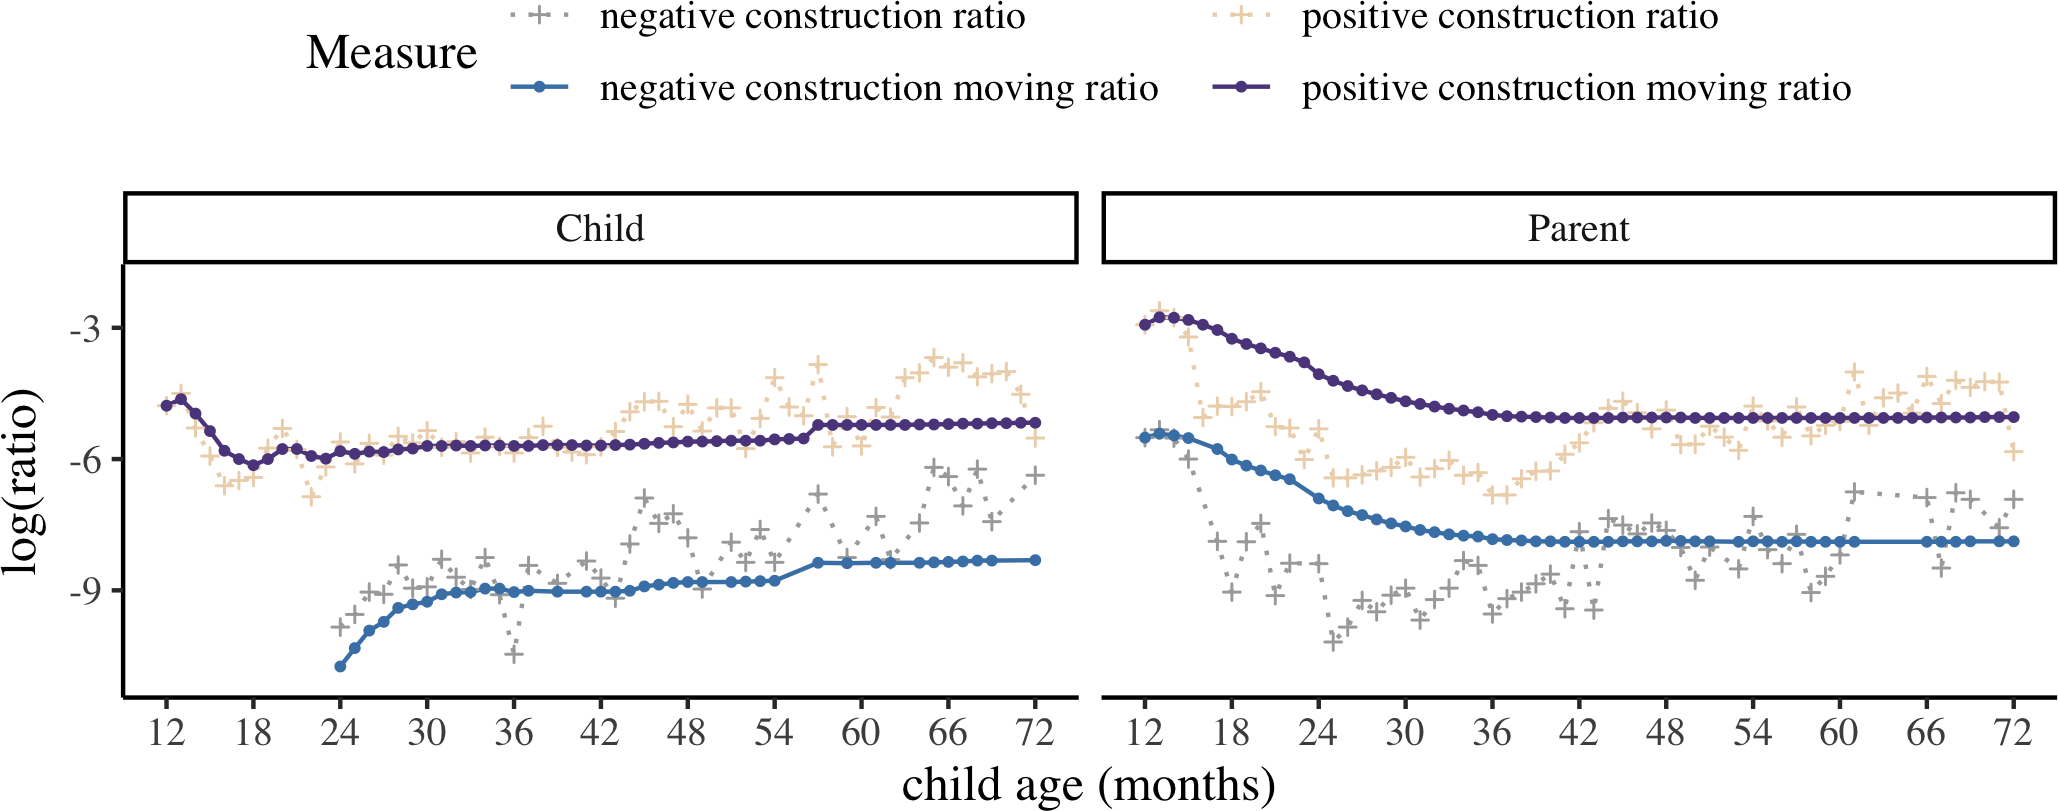 negative construction ratio positive construction ratio
Measure
negative construction moving ratio positive construction moving ratio
Child Parent
log(ratio)
-3
-6
-9
12 18 24 30 36 42 48 54 60 66 72 12 18 24 30 36 42 48 54 60 66 72
child age (months)